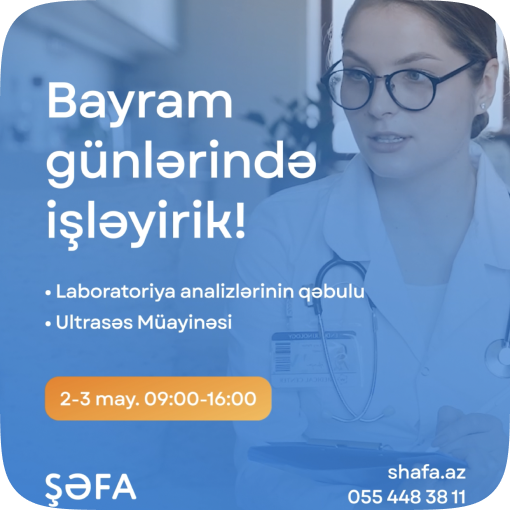 Bayram
günlərində
işləyirik!
• Laboratoriya analizlərinin qəbulu
• Ultrasəs Müayinəsi
2-3 may. 09:00-16:00
ŞƏFA
shafa.az
055 448 38 11